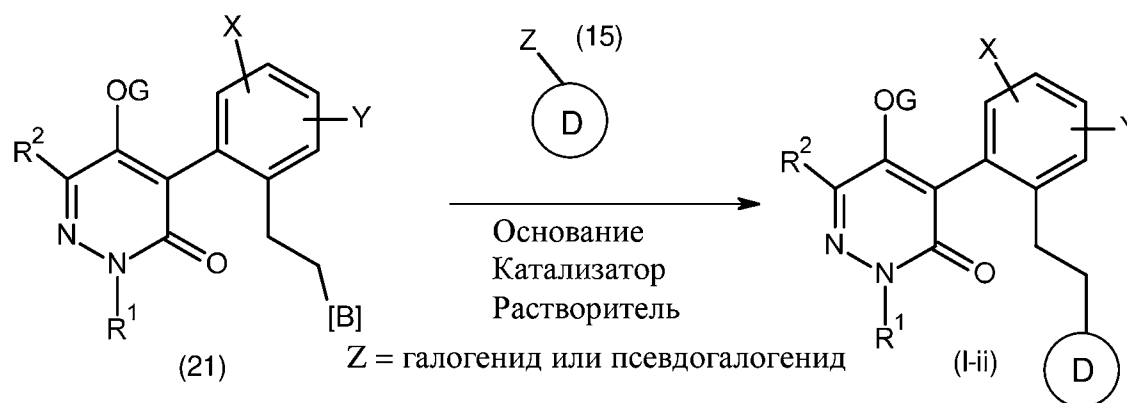 X
OG
Y
R²
N
N
O
R¹
[B]
(21)
Z (15)
D
Основание
Катализатор
Растворитель
Z = галогенид или псевдогалогенид
X
OG
Y
R²
N
N
O
R¹
D
(I-ii)